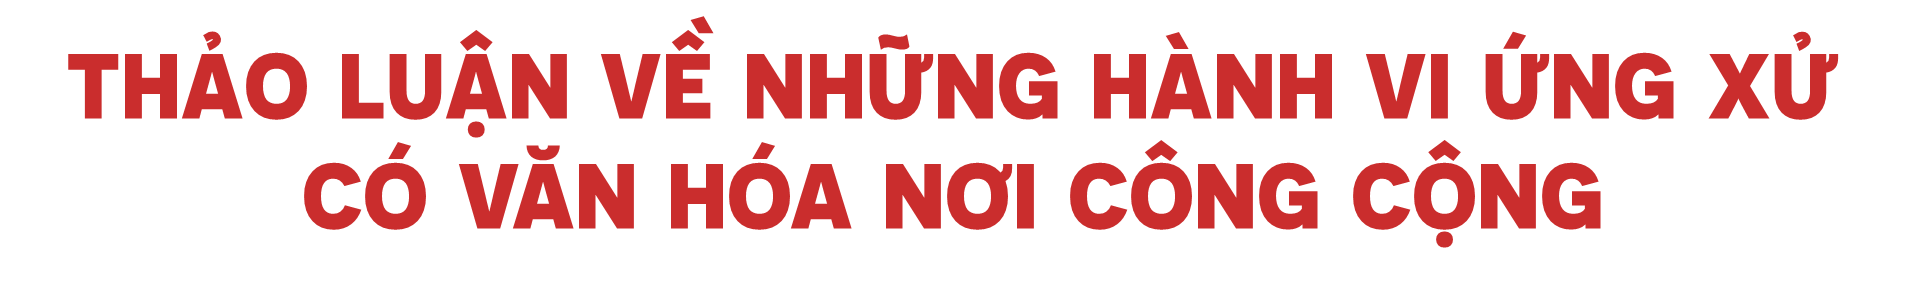 THẢO LUẬN VỀ NHỮNG HÀNH VI ỨNG XỬ
CÓ VĂN HÓA NƠI CÔNG CỘNG